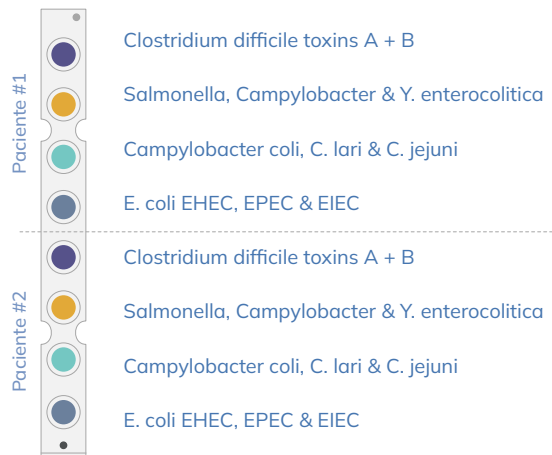 Paciente #1
Clostridium difficile toxins A + B
Salmonella, Campylobacter & Y. enterocolitica
Campylobacter coli, C. lari & C. jejuni
E. coli EHEC, EPEC & EIEC
Paciente #2
Clostridium difficile toxins A + B
Salmonella, Campylobacter & Y. enterocolitica
Campylobacter coli, C. lari & C. jejuni
E. coli EHEC, EPEC & EIEC